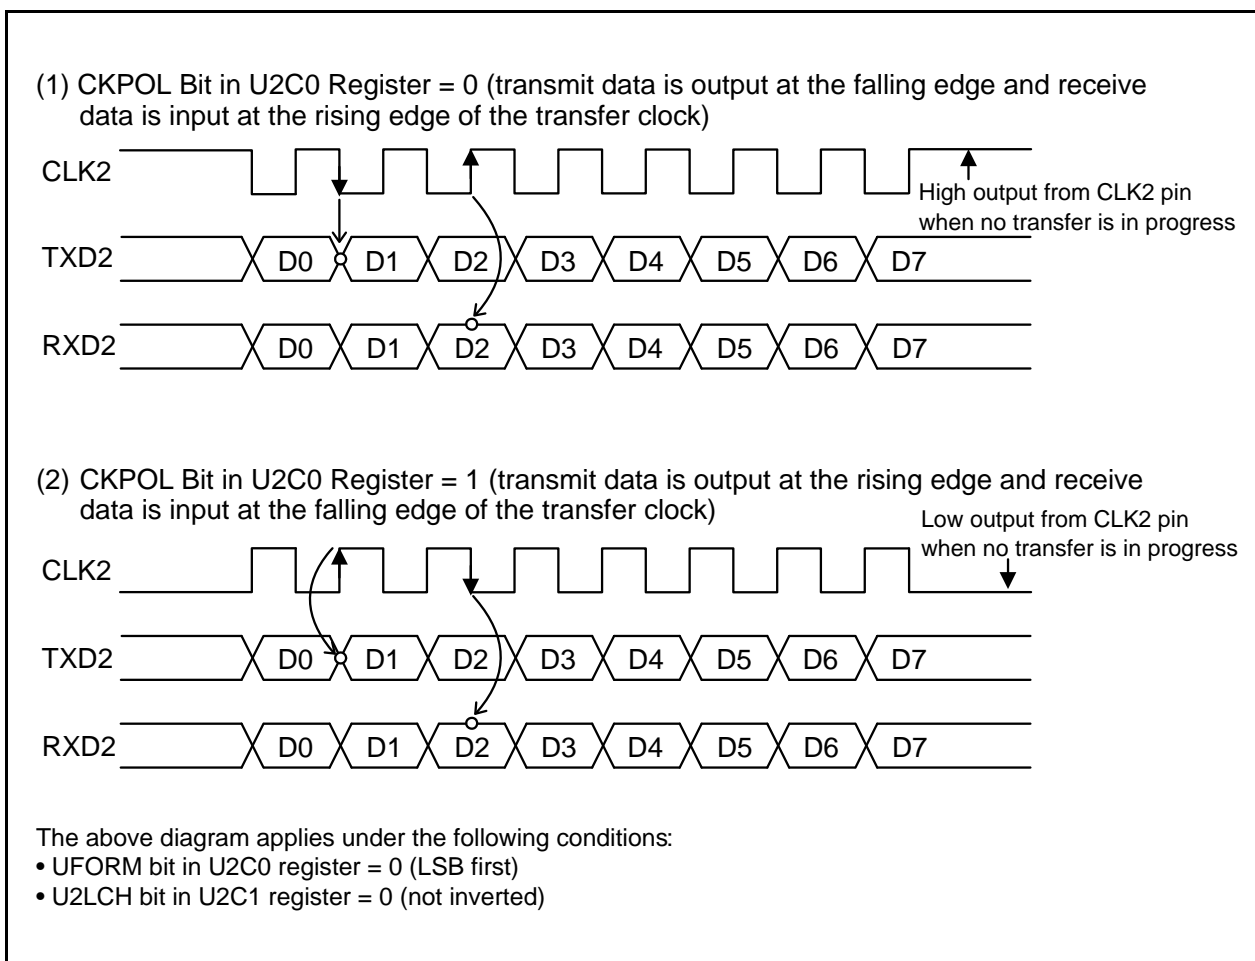 (1) CKPOL Bit in U2C0 Register = 0 (transmit data is output at the falling edge and receive
data is input at the rising edge of the transfer clock)
CLK2
High output from CLK2 pin
when no transfer is in progress
TXD2 D0 D1 D2 D3 D4 D5 D6 D7
RXD2 D0 D1 D2 D3 D4 D5 D6 D7
(2) CKPOL Bit in U2C0 Register = 1 (transmit data is output at the rising edge and receive
data is input at the falling edge of the transfer clock)
Low output from CLK2 pin
when no transfer is in progress
CLK2
TXD2 D0 D1 D2 D3 D4 D5 D6 D7
RXD2 D0 D1 D2 D3 D4 D5 D6 D7
The above diagram applies under the following conditions:
• UFORM bit in U2C0 register = 0 (LSB first)
• U2LCH bit in U2C1 register = 0 (not inverted)